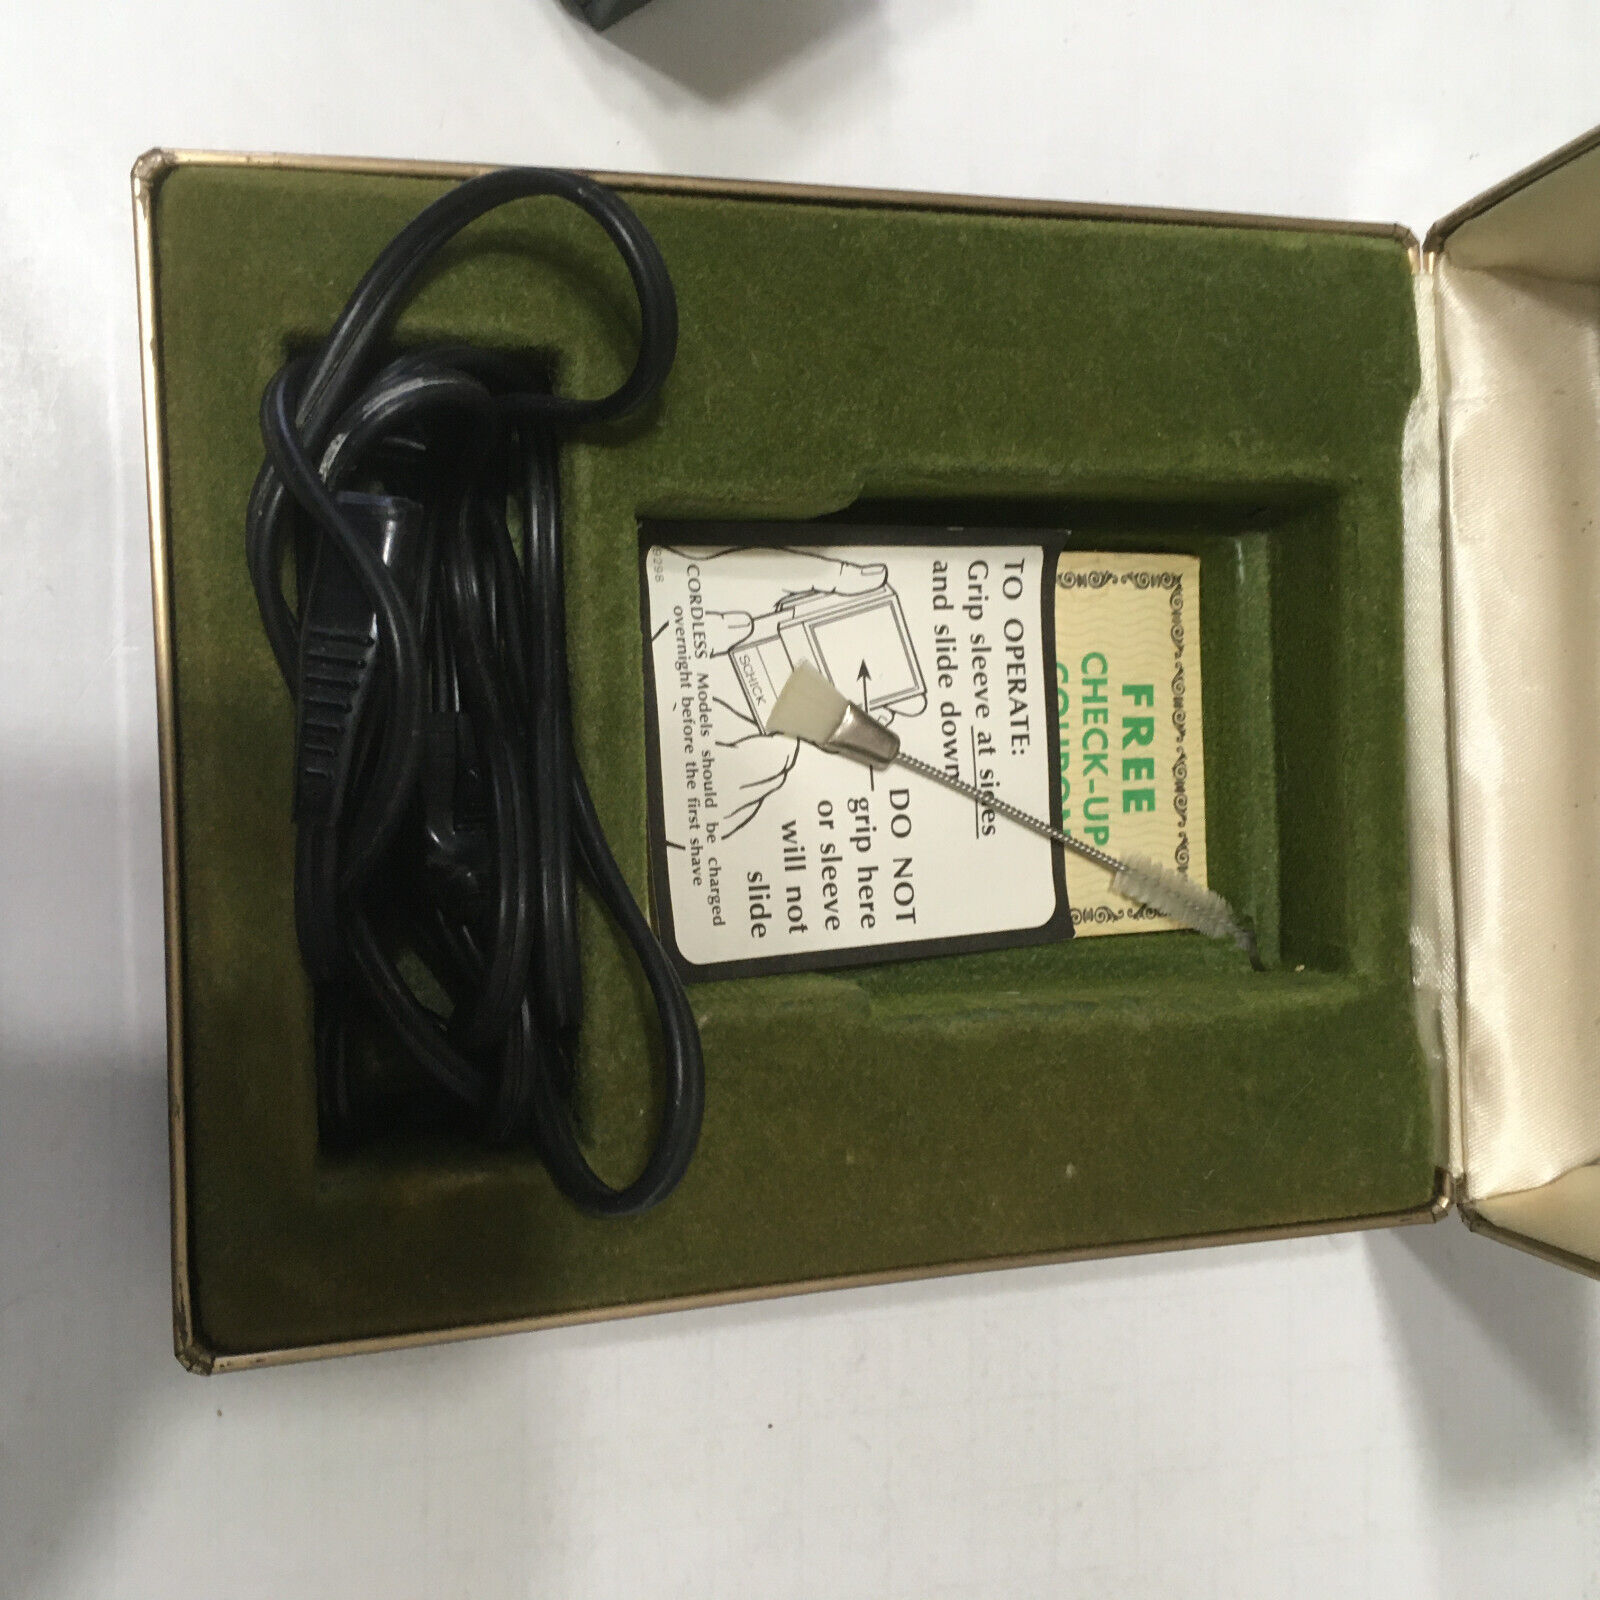 FREE
CHECK-UP
COUPON
TO OPERATE:
Grip sleeve at sides
and slide down
DO NOT
grip here
or sleeve
will not
slide
SCHICK
CORDLESS Models should be charged
overnight before the first shave